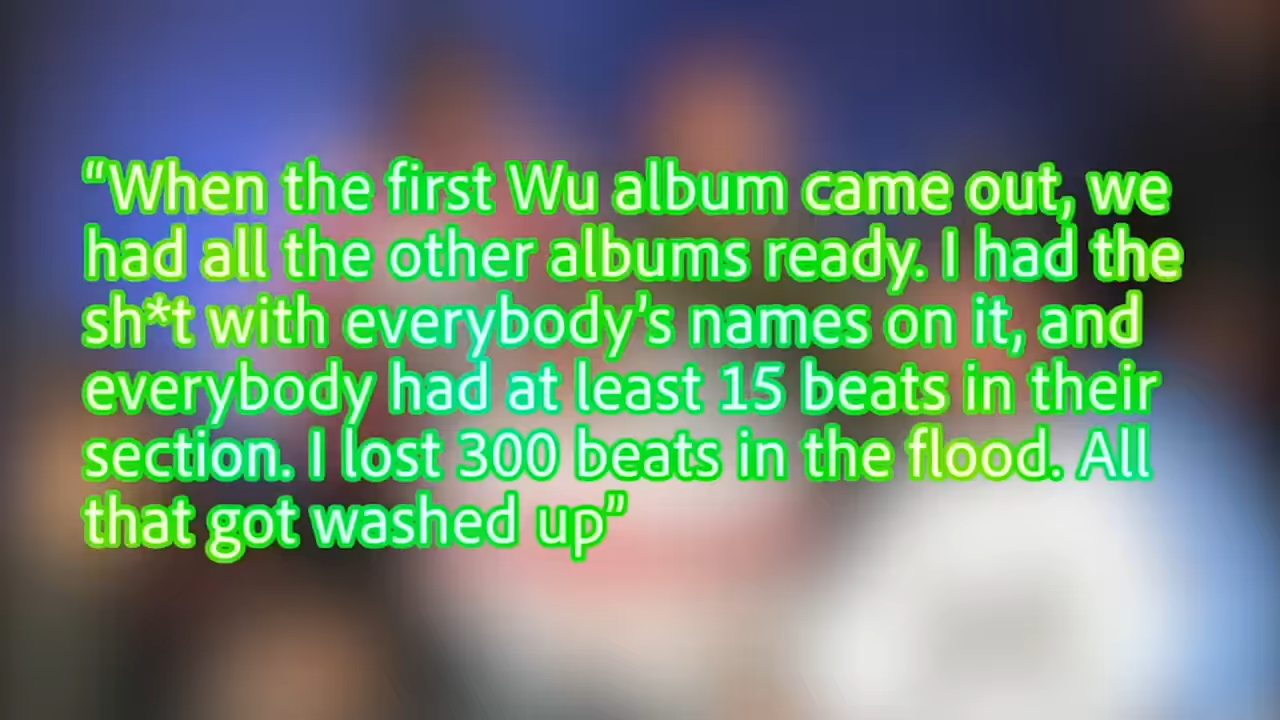 “When the first Wu album came out, we
had all the other albums ready. I had the
sh*t with everybody’s names on it, and
everybody had at least 15 beats in their
section. I lost 300 beats in the flood. All
that got washed up”